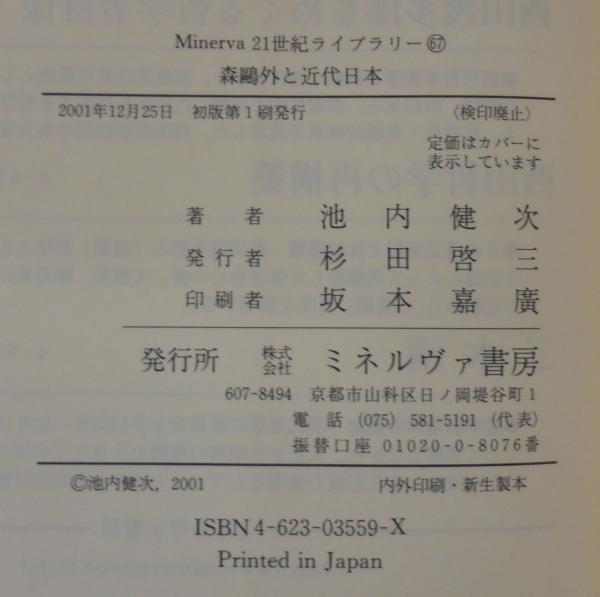 Minerva 21世紀ライブラリー㊿
森鷗外と近代日本
2001年12月25日　初版第1刷発行　〈検印廃止〉
定価はカバーに
表示しています
著者　池内健次
発行者　杉田啓三
印刷者　坂本嘉廣
発行所　株式会社　ミネルヴァ書房
607-8494　京都市山科区日ノ岡堤谷町1
電話 (075) 581-5191 (代表)
振替口座 01020-0-8076番
©池内健次，2001　内外印刷・新生製本
ISBN4-623-03559-X
Printed in Japan